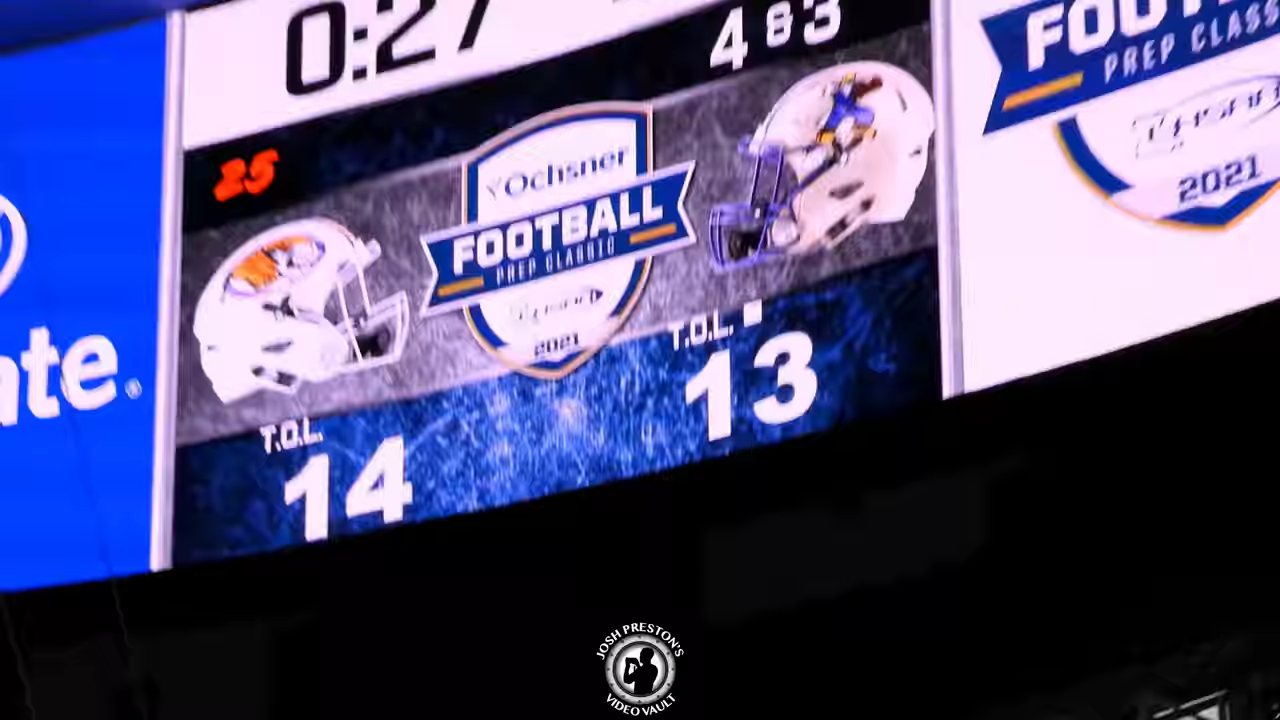 0:27
4 & 3
25
Ochsner
FOOTBALL
PREP CLASSIC
2021
T.O.L.
13
T.O.L.
14
PREP CLASS
2021
ate.
JOSH PRESTON'S
VIDEO VAULT